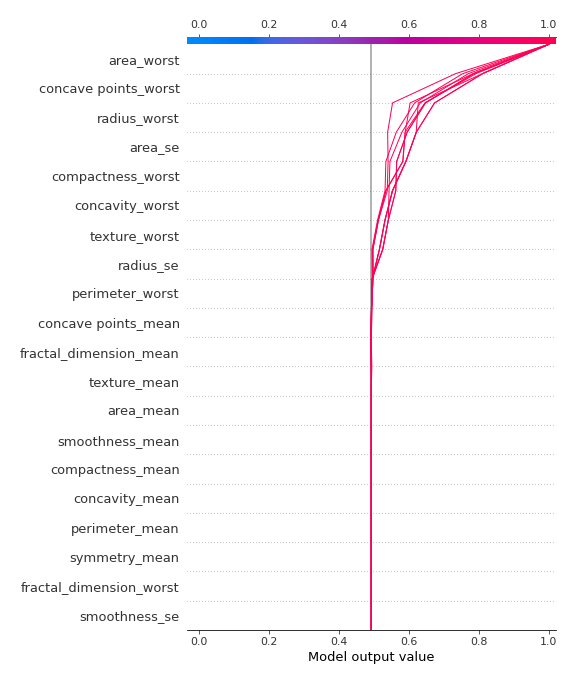 0.0 0.2 0.4 0.6 0.8 1.0
area_worst
concave points_worst
radius_worst
area_se
compactness_worst
concavity_worst
texture_worst
radius_se
perimeter_worst
concave points_mean
fractal_dimension_mean
texture_mean
area_mean
smoothness_mean
compactness_mean
concavity_mean
perimeter_mean
symmetry_mean
fractal_dimension_worst
smoothness_se
0.0 0.2 0.4 0.6 0.8 1.0
Model output value